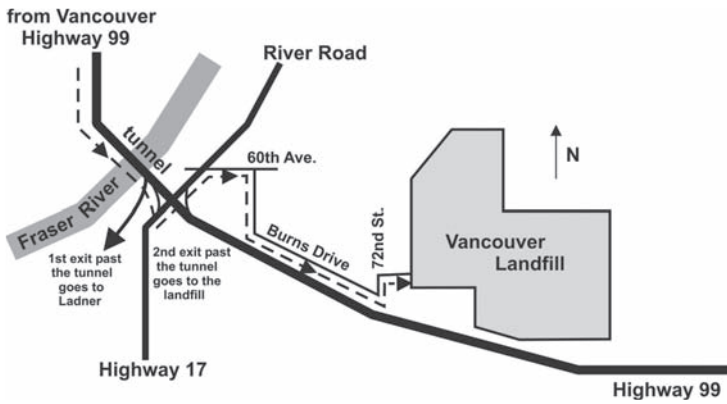 from Vancouver
Highway 99
River Road
tunnel
60th Ave.
N
Fraser River
72nd St.
Burns Drive
Vancouver
Landfill
1st exit past
the tunnel
goes to
Ladner
2nd exit past
the tunnel
goes to the
landfill
Highway 17
Highway 99